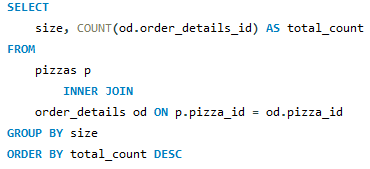 SELECT
size, COUNT(od.order_details_id) AS total_count
FROM
pizzas p
INNER JOIN
order_details od ON p.pizza_id = od.pizza_id
GROUP BY size
ORDER BY total_count DESC